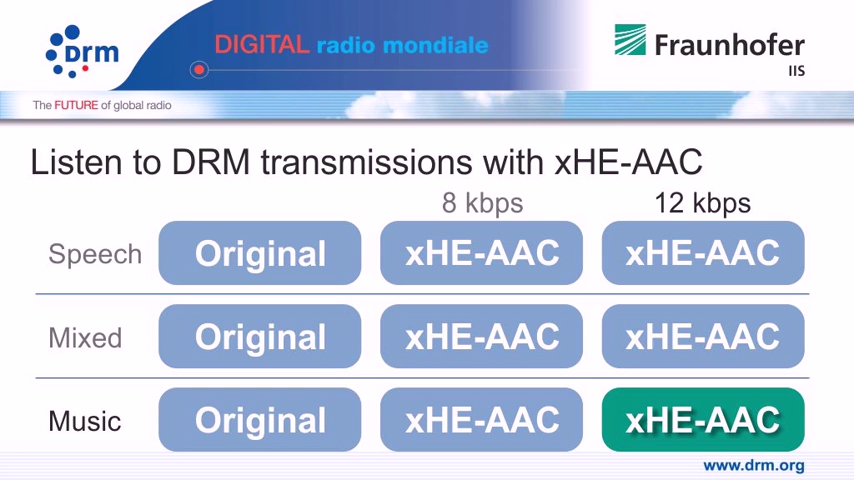 Drm
DIGITAL radio mondiale
Fraunhofer
IIS
The FUTURE of global radio
Listen to DRM transmissions with xHE-AAC
8 kbps 12 kbps
Speech Original xHE-AAC xHE-AAC
Mixed Original xHE-AAC xHE-AAC
Music Original xHE-AAC xHE-AAC
www.drm.org